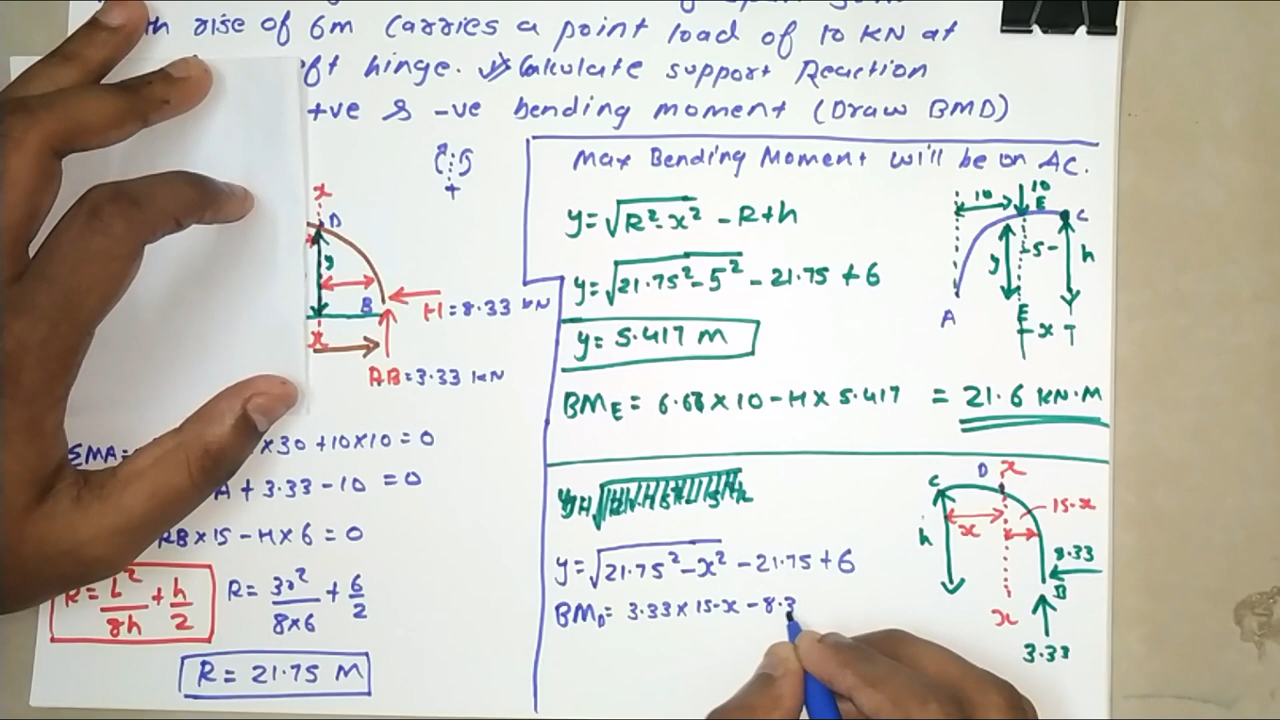 rise of 6m carries a point load of 10 KN at
hinge. Calculate support Reaction
+ve & -ve bending moment (Draw BMD)
Max Bending Moment will be on AC.
y=√R²-x² - R+h
y=√21.75²-5² - 21.75 +6
y= 5.417 M
BME = 6.68×10-H×5.417 = 21.6 KN.M
10
10
E
C
y
5
h
A
E
x
T
x
D
y
B
H=8.33 KN
x
RB=3.33 KN
ΣMA=
×30+10×10=0
A+3.33-10=0
RB×15-H×6=0
R= L²/8h + h/2
R= 30²/8×6 + 6/2
R= 21.75 M
y=√21.75²-x² -21.75+6
BMD= 3.33×15-x-8.3
C
D
x
x
15-x
h
8.33
B
x
3.33